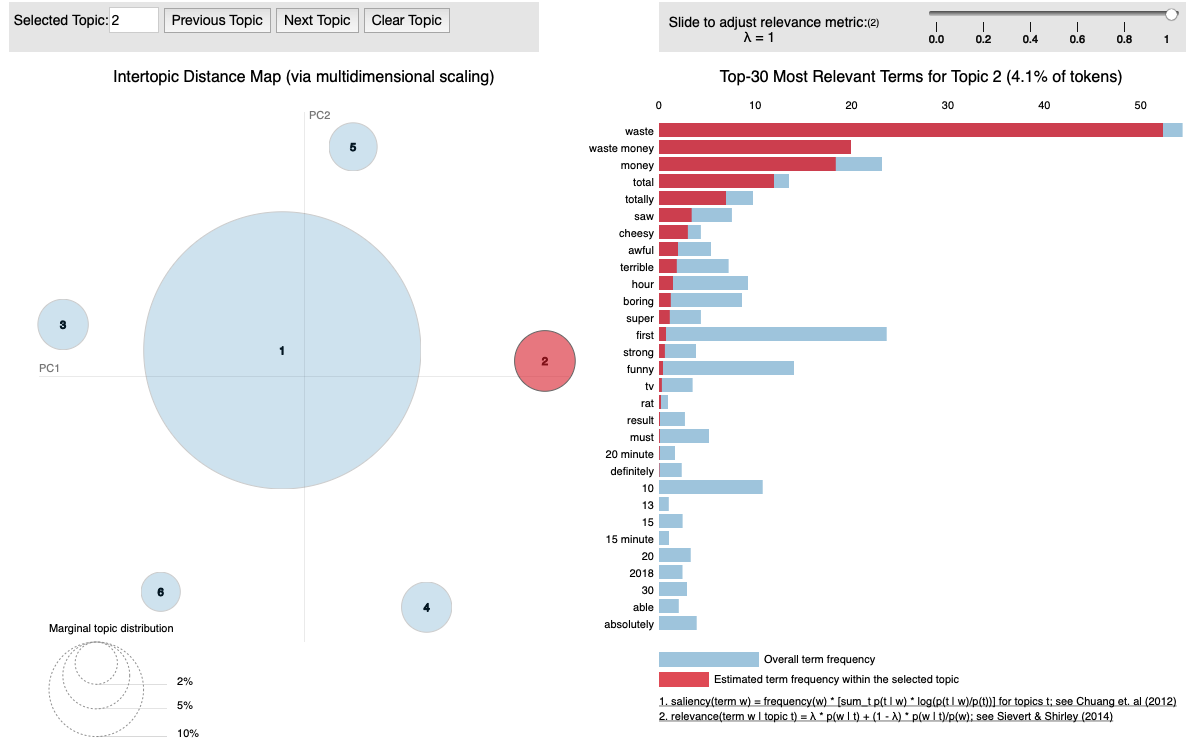 Selected Topic: 2 Previous Topic Next Topic Clear Topic
Slide to adjust relevance metric:(2)
λ = 1
0.0 0.2 0.4 0.6 0.8 1
Intertopic Distance Map (via multidimensional scaling)
PC2
5
1
3
2
PC1
6
4
Marginal topic distribution
2%
5%
10%
Top-30 Most Relevant Terms for Topic 2 (4.1% of tokens)
0 10 20 30 40 50
waste
waste money
money
total
totally
saw
cheesy
awful
terrible
hour
boring
super
first
strong
funny
tv
rat
result
must
20 minute
definitely
10
13
15
15 minute
20
2018
30
able
absolutely
Overall term frequency
Estimated term frequency within the selected topic
1. saliency(term w) = frequency(w) * [sum_t p(t | w) * log(p(t | w)/p(t))] for topics t; see Chuang et. al (2012)
2. relevance(term w | topic t) = λ * p(w | t) + (1 - λ) * p(w | t)/p(w); see Sievert & Shirley (2014)